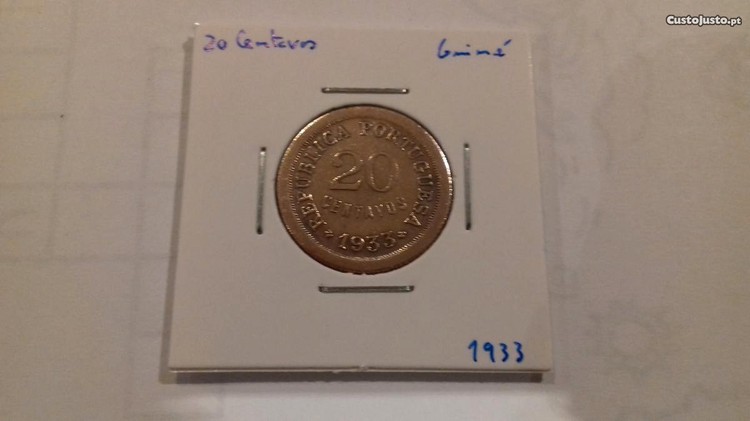 CustoJusto.pt
20 Centavos
Guiné
REPUBLICA PORTUGUESA
20
CENTAVOS
* 1933 *
1933